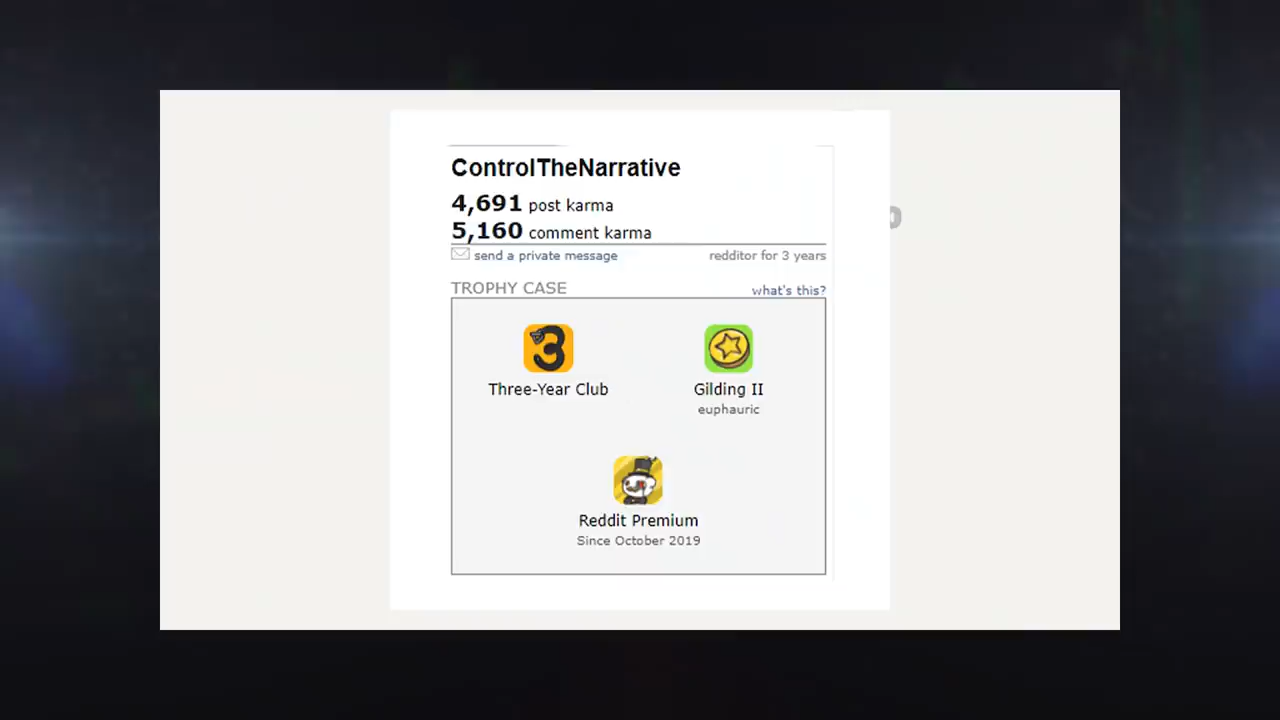 ControlTheNarrative
4,691 post karma
5,160 comment karma
send a private message redditor for 3 years
TROPHY CASE what's this?
3
Three-Year Club Gilding II
euphauric
Reddit Premium
Since October 2019